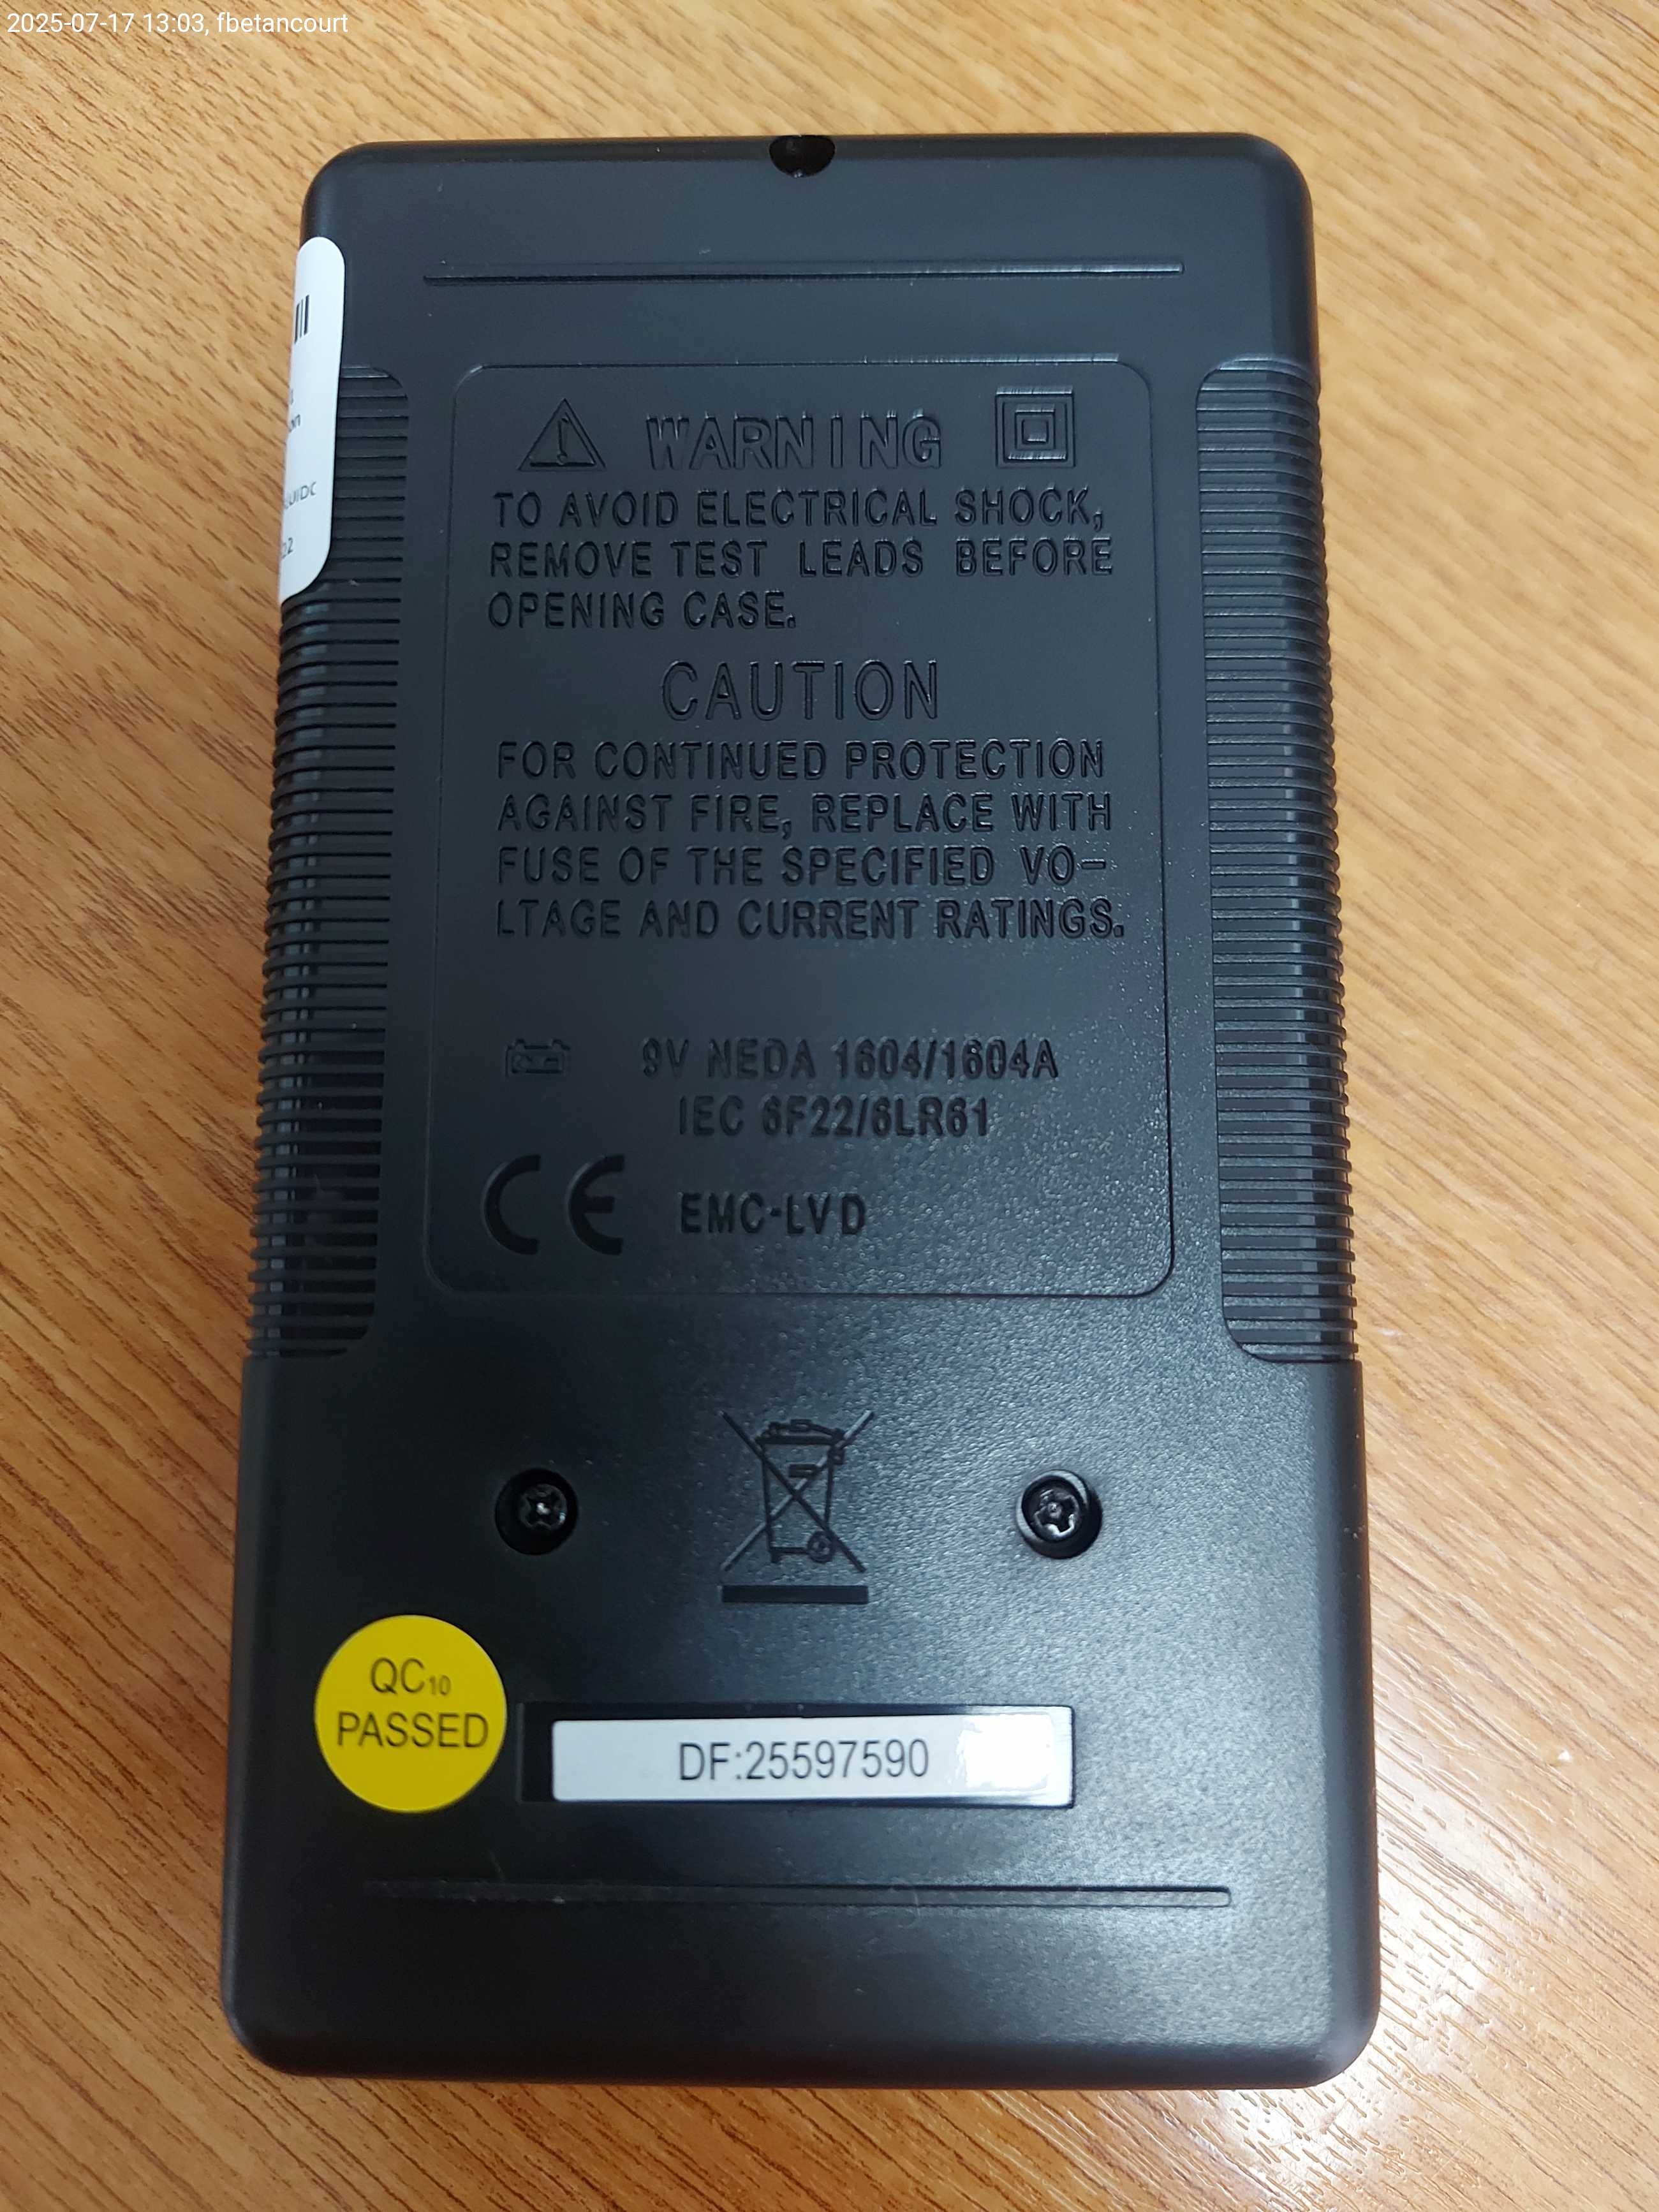 2025-07-17 13:03, fbetancourt
WARNING
TO AVOID ELECTRICAL SHOCK,
REMOVE TEST LEADS BEFORE
OPENING CASE.
CAUTION
FOR CONTINUED PROTECTION
AGAINST FIRE, REPLACE WITH
FUSE OF THE SPECIFIED VO-
LTAGE AND CURRENT RATINGS.
9V NEDA 1604/1604A
IEC 6F22/6LR61
CE EMC-LVD
QC10
PASSED
DF:25597590